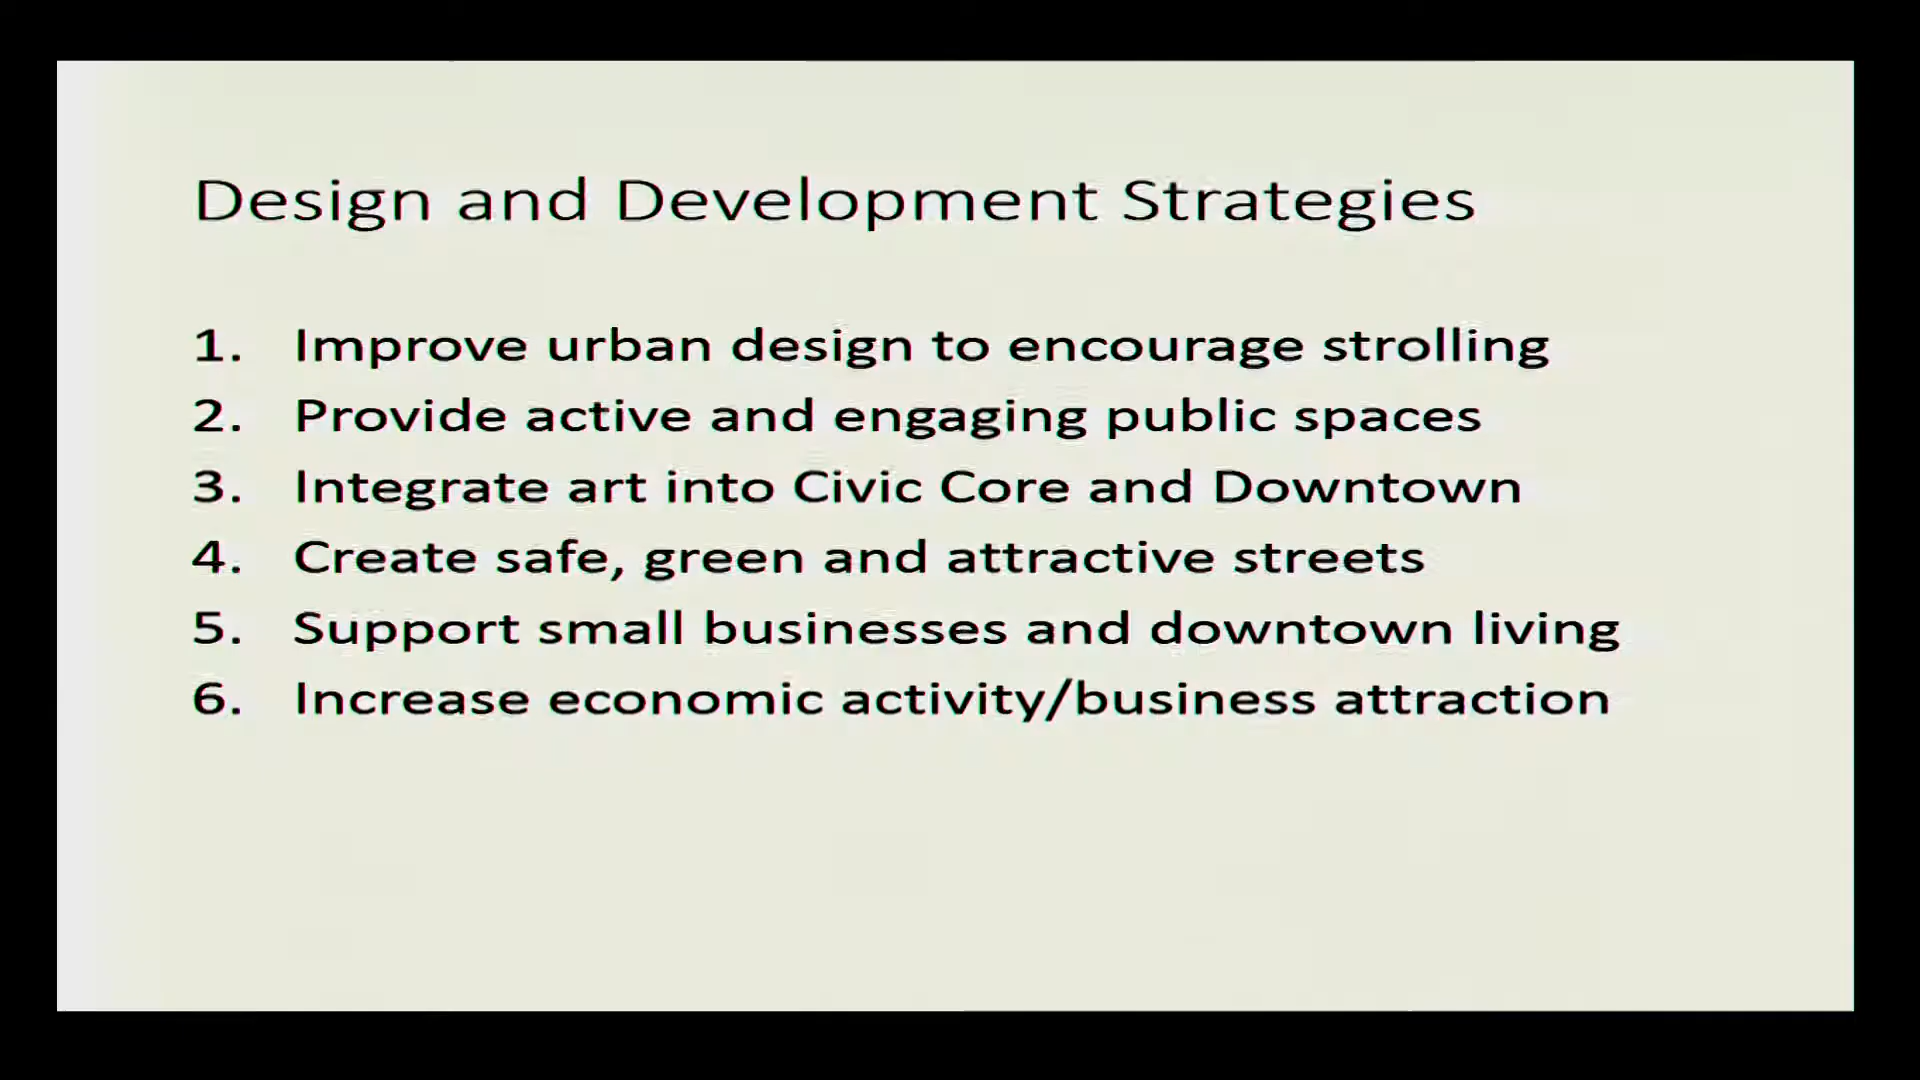 Design and Development Strategies
1. Improve urban design to encourage strolling
2. Provide active and engaging public spaces
3. Integrate art into Civic Core and Downtown
4. Create safe, green and attractive streets
5. Support small businesses and downtown living
6. Increase economic activity/business attraction